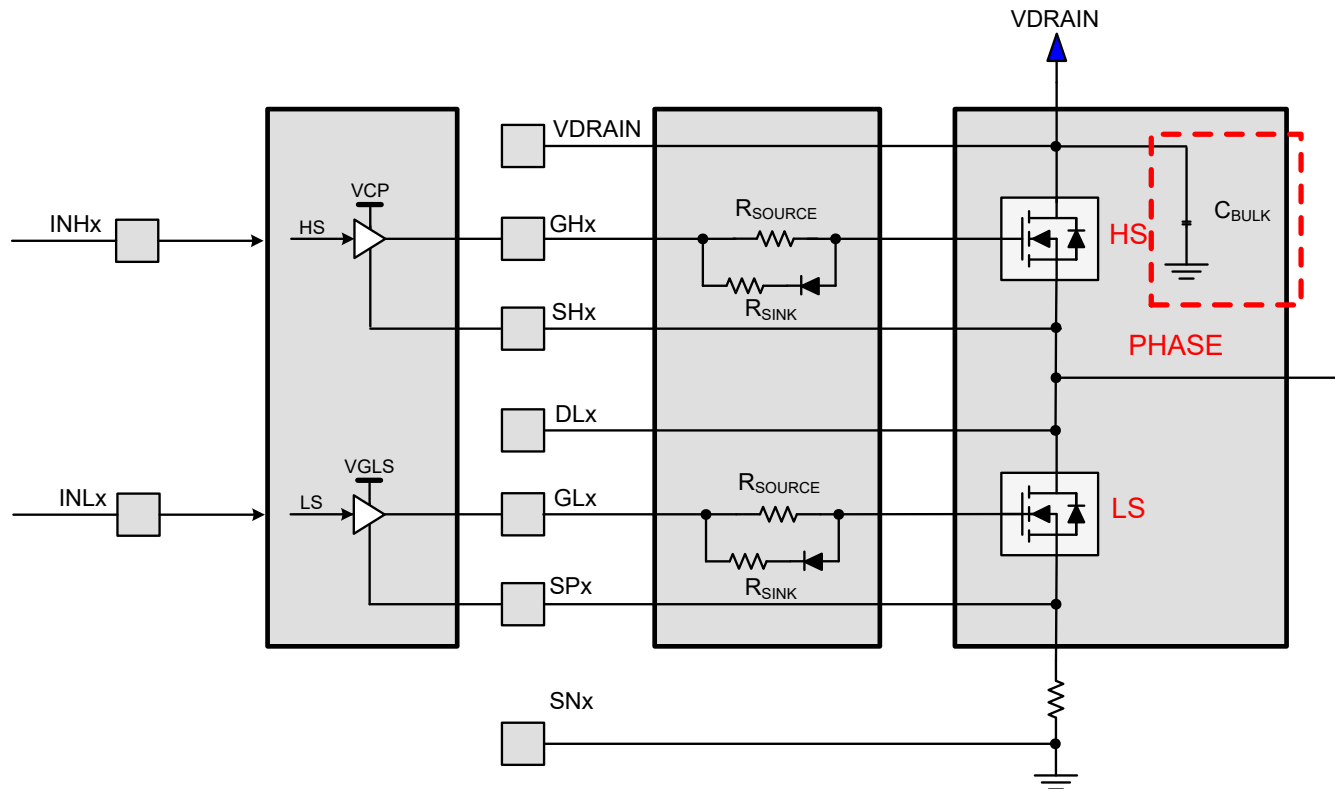 VDRAIN
VDRAIN
VCP
INHx
HS
GHx
RSOURCE
HS
CBULK
RSINK
SHx
PHASE
DLx
VGLS
INLx
LS
GLx
RSOURCE
LS
RSINK
SPx
SNx